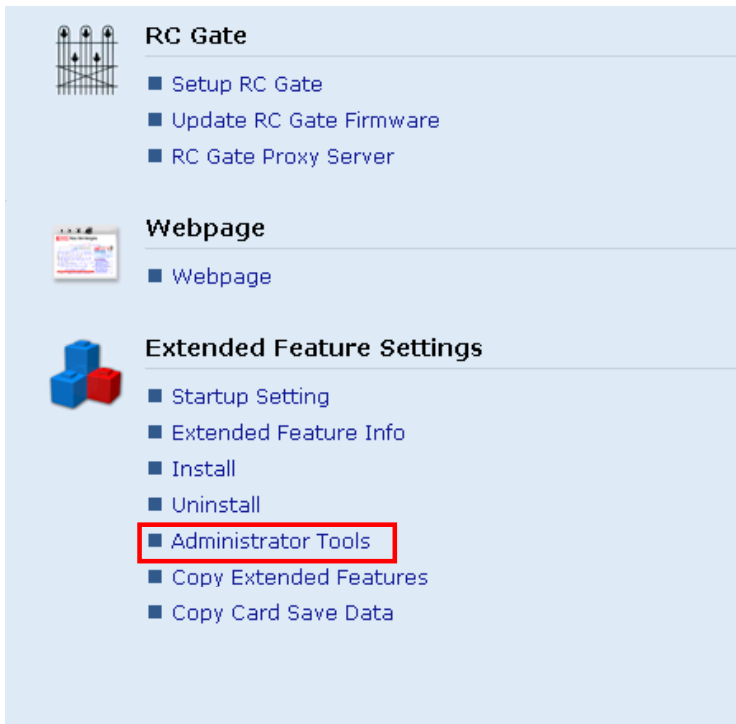 RC Gate
Setup RC Gate
Update RC Gate Firmware
RC Gate Proxy Server
Webpage
Webpage
Extended Feature Settings
Startup Setting
Extended Feature Info
Install
Uninstall
Administrator Tools
Copy Extended Features
Copy Card Save Data